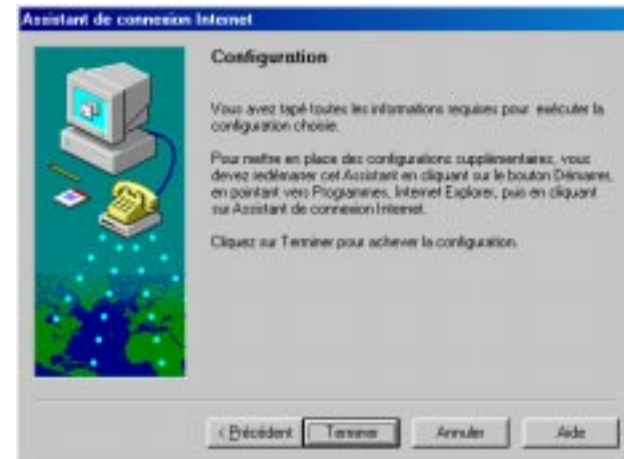 Assistant de connexion Internet
Configuration
Vous avez tapé toutes les informations requises pour exécuter la
configuration choisie.
Pour mettre en place des configurations supplémentaires, vous
devez redémarrer cet Assistant en cliquant sur le bouton Démarrer,
en pointant vers Programmes, Internet Explorer, puis en cliquant
sur Assistant de connexion Internet.
Cliquez sur Terminer pour achever la configuration.
< Précédent Terminer Annuler Aide